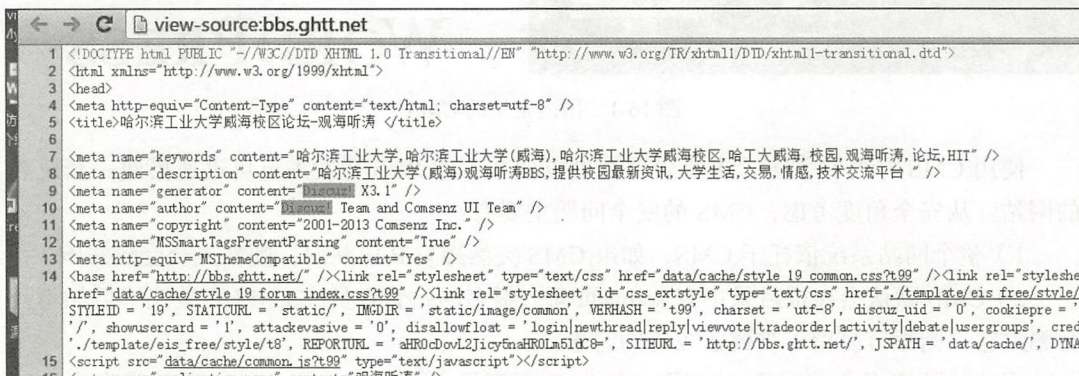 view-source:bbs.ghtt.net
1 <!DOCTYPE html PUBLIC "-//W3C//DTD XHTML 1.0 Transitional//EN" "http://www.w3.org/TR/xhtml1/DTD/xhtml1-transitional.dtd">
2 <html xmlns="http://www.w3.org/1999/xhtml">
3 <head>
4 <meta http-equiv="Content-Type" content="text/html; charset=utf-8" />
5 <title>哈尔滨工业大学威海校区论坛-观海听涛 </title>
6
7 <meta name="keywords" content="哈尔滨工业大学,哈尔滨工业大学(威海),哈尔滨工业大学威海校区,哈工大威海,校园,观海听涛,论坛,HIT" />
8 <meta name="description" content="哈尔滨工业大学(威海)观海听涛BBS,提供校园最新资讯,大学生活,交易,情感,技术交流平台 " />
9 <meta name="generator" content="Discuz! X3.1" />
10 <meta name="author" content="Discuz! Team and Comsenz UI Team" />
11 <meta name="copyright" content="2001-2013 Comsenz Inc." />
12 <meta name="MSSmartTagsPreventParsing" content="True" />
13 <meta http-equiv="MSThemeCompatible" content="Yes" />
14 <base href="http://bbs.ghtt.net/" /><link rel="stylesheet" type="text/css" href="data/cache/style_19_common.css?t99" /><link rel="styleshe
href="data/cache/style_19_forum_index.css?t99" /><link rel="stylesheet" id="css_extstyle" type="text/css" href="./template/eis_free/style/
STYLEID = '19', STATICURL = 'static/', IMGDIR = 'static/image/common', VERHASH = 't99', charset = 'utf-8', discuz_uid = '0', cookiepre = '
'/', showusercard = '1', attackevasive = '0', disallowfloat = 'login|newthread|reply|viewvote|tradeorder|activity|debate|usergroups', cred
'./template/eis_free/style/t8', REPORTURL = 'aHR0cDovL2Jicy5naHR0Lm5ldC8=', SITEURL = 'http://bbs.ghtt.net/', JSPATH = 'data/cache/', DYNA
15 <script src="data/cache/common.js?t99" type="text/javascript"></script>